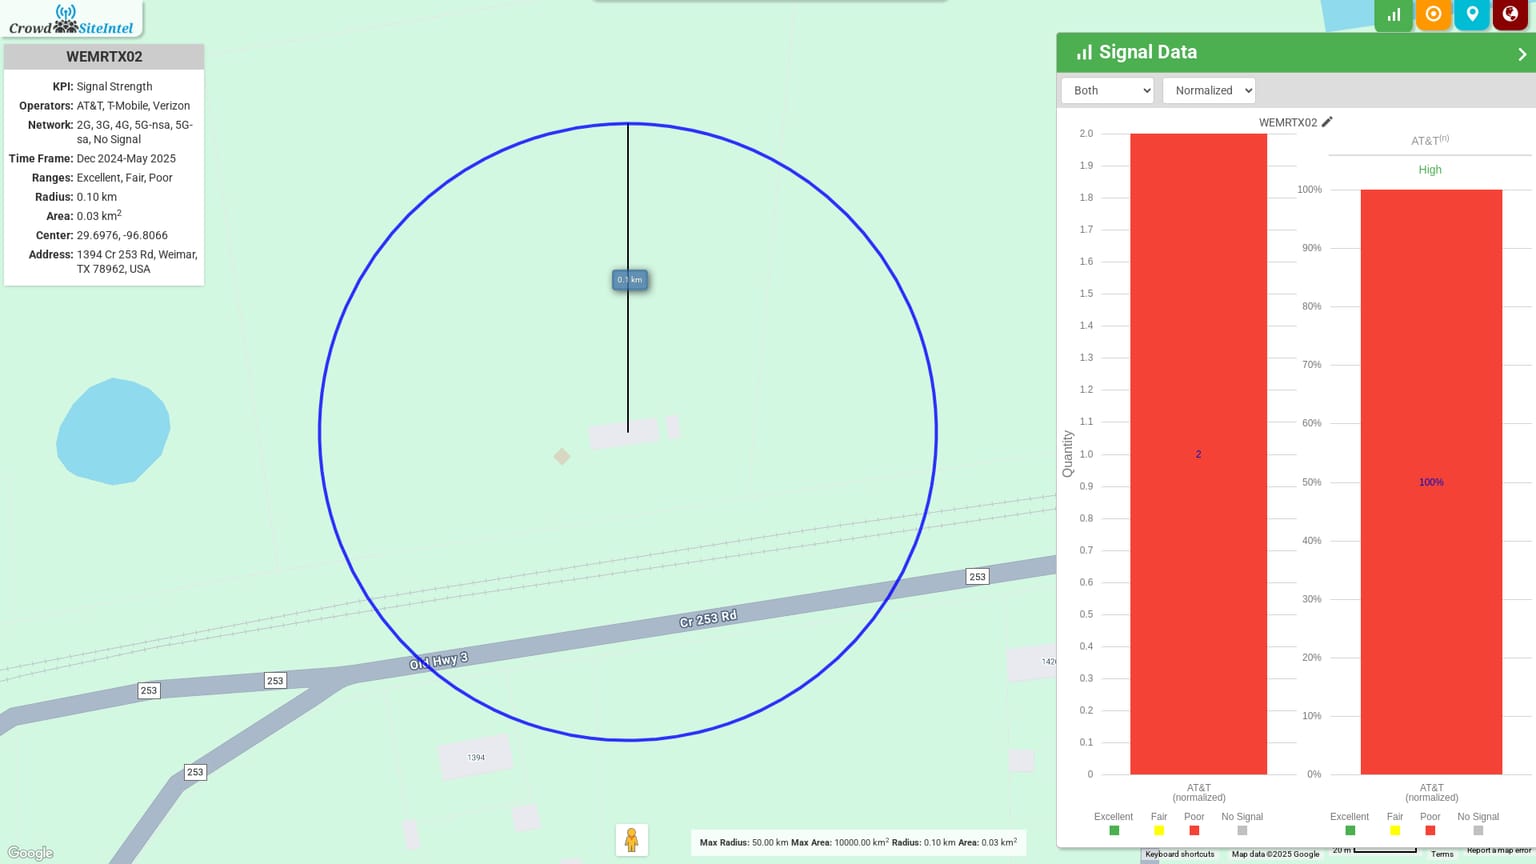 Crowd SiteIntel
WEMRTX02
KPI: Signal Strength
Operators: AT&T, T-Mobile, Verizon
Network: 2G, 3G, 4G, 5G-nsa, 5G-
sa, No Signal
Time Frame: Dec 2024-May 2025
Ranges: Excellent, Fair, Poor
Radius: 0.10 km
Area: 0.03 km²
Center: 29.6976, -96.8066
Address: 1394 Cr 253 Rd, Weimar,
TX 78962, USA
0.1 km
253
Cr 253 Rd
Old Hwy 3
253
253
253
1394
1420
Google
Max Radius: 50.00 km Max Area: 10000.00 km² Radius: 0.10 km Area: 0.03 km²
Signal Data
Both
Normalized
WEMRTX02
2.0
1.9
1.8
1.7
1.6
1.5
1.4
1.3
1.2
1.1
1.0
0.9
0.8
0.7
0.6
0.5
0.4
0.3
0.2
0.1
0
Quantity
2
AT&T
(normalized)
Excellent Fair Poor No Signal
AT&T(n)
High
100%
90%
80%
70%
60%
50%
40%
30%
20%
10%
0%
100%
AT&T
(normalized)
Excellent Fair Poor No Signal
Keyboard shortcuts Map data ©2025 Google 20 m Terms Report a map error